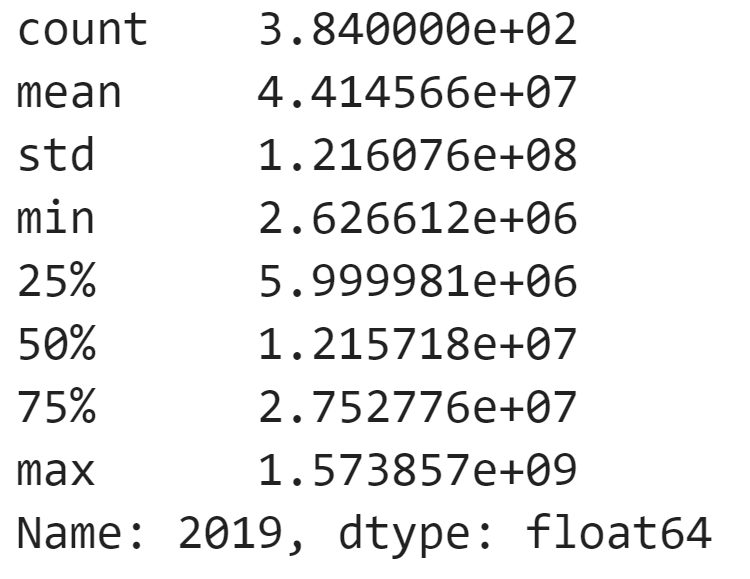 count    3.840000e+02
mean     4.414566e+07
std      1.216076e+08
min      2.626612e+06
25%      5.999981e+06
50%      1.215718e+07
75%      2.752776e+07
max      1.573857e+09
Name: 2019, dtype: float64